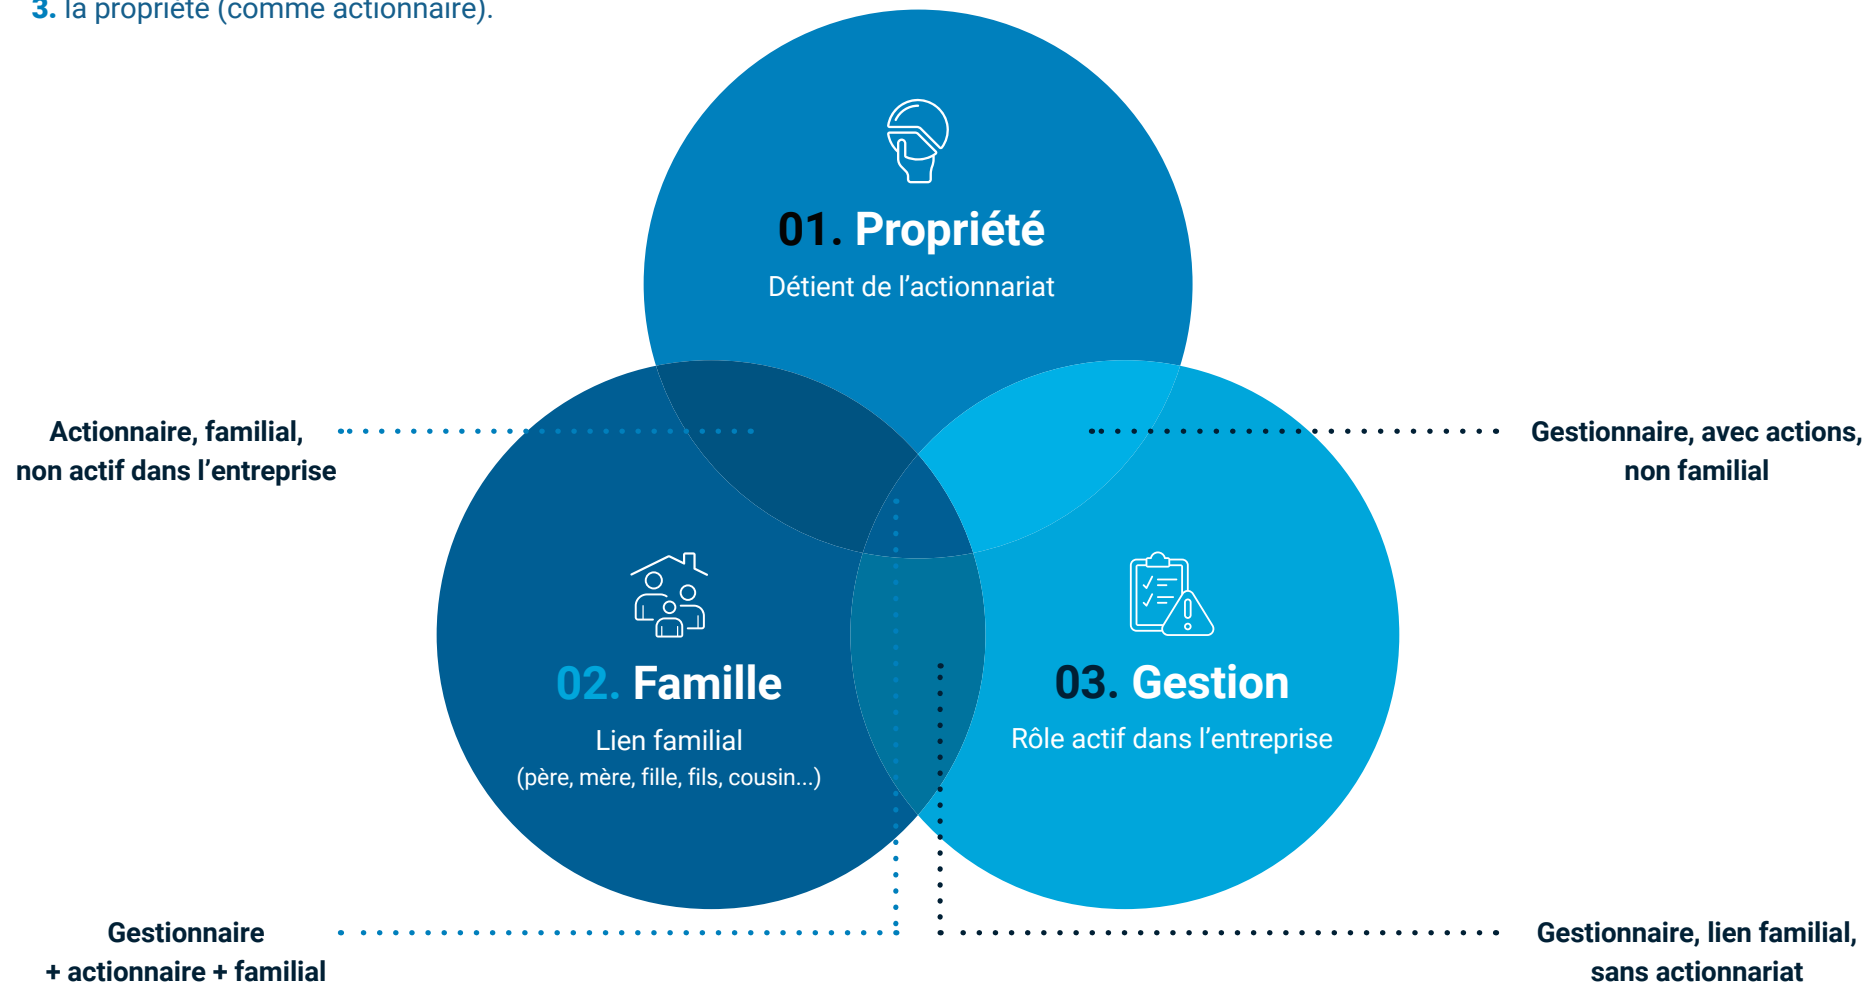 3. la propriété (comme actionnaire).
01. Propriété
Détient de l’actionnariat
Actionnaire, familial,
non actif dans l’entreprise
Gestionnaire, avec actions,
non familial
02. Famille
Lien familial
(père, mère, fille, fils, cousin...)
03. Gestion
Rôle actif dans l’entreprise
Gestionnaire
+ actionnaire + familial
Gestionnaire, lien familial,
sans actionnariat